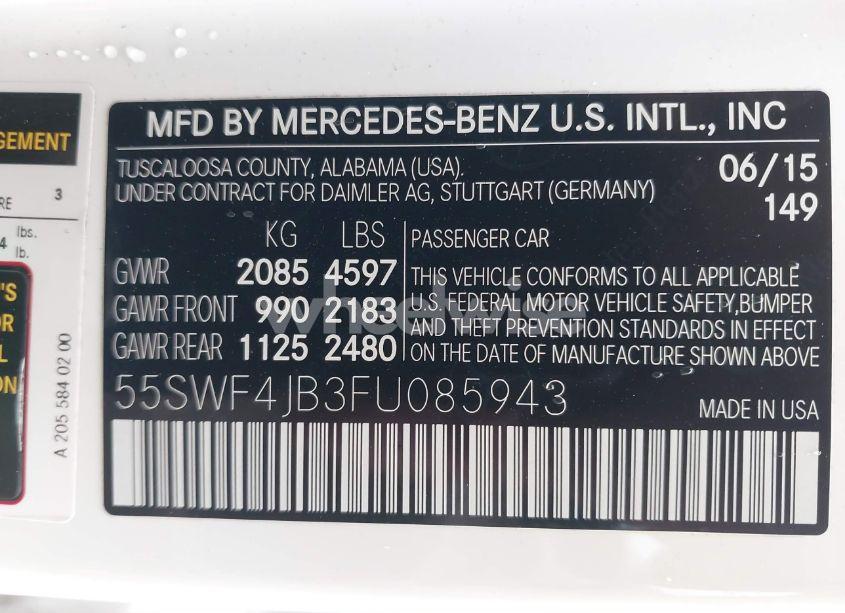 GEMENT
RE 3
4 lbs.
lb.
'S
OR
L
ON
A 205 584 02 00
MFD BY MERCEDES-BENZ U.S. INTL., INC
TUSCALOOSA COUNTY, ALABAMA (USA). 06/15
UNDER CONTRACT FOR DAIMLER AG, STUTTGART (GERMANY) 149
KG LBS
GVWR 2085 4597
GAWR FRONT 990 2183
GAWR REAR 1125 2480
PASSENGER CAR
THIS VEHICLE CONFORMS TO ALL APPLICABLE
U.S. FEDERAL MOTOR VEHICLE SAFETY,BUMPER
AND THEFT PREVENTION STANDARDS IN EFFECT
ON THE DATE OF MANUFACTURE SHOWN ABOVE
55SWF4JB3FU085943
MADE IN USA